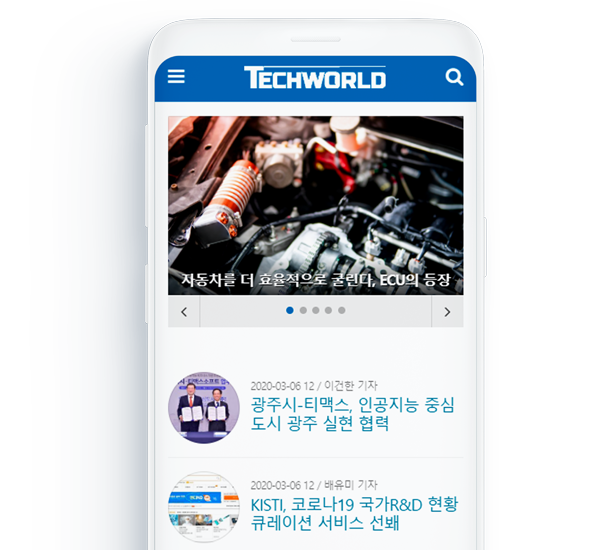 TECHWORLD
자동차를 더 효율적으로 굴린다, ECU의 등장
2020-03-06 12 / 이건한 기자
광주시-티맥스, 인공지능 중심
도시 광주 실현 협력
2020-03-06 12 / 배유미 기자
KISTI, 코로나19 국가R&D 현황
큐레이션 서비스 선봬